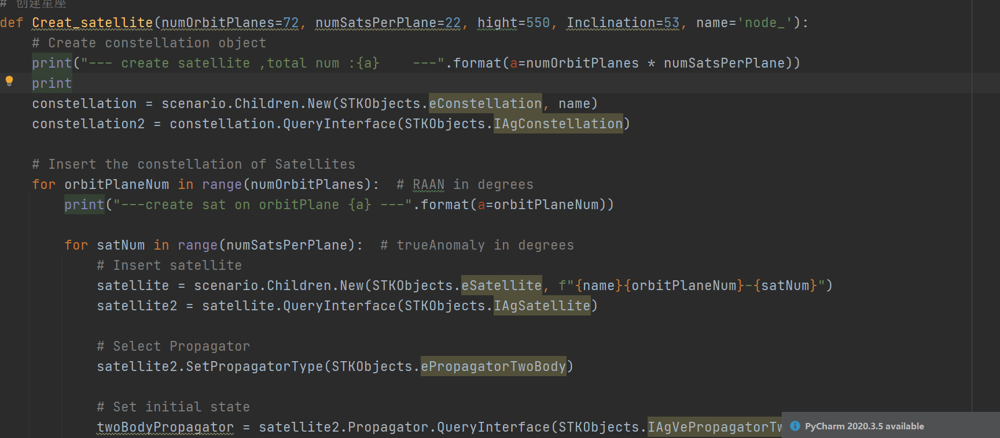 # 创建星座
def Creat_satellite(numOrbitPlanes=72, numSatsPerPlane=22, hight=550, Inclination=53, name='node_'):
# Create constellation object
print("--- create satellite ,total num :{a}    ---".format(a=numOrbitPlanes * numSatsPerPlane))
print
constellation = scenario.Children.New(STKObjects.eConstellation, name)
constellation2 = constellation.QueryInterface(STKObjects.IAgConstellation)
# Insert the constellation of Satellites
for orbitPlaneNum in range(numOrbitPlanes):  # RAAN in degrees
print("---create sat on orbitPlane {a} ---".format(a=orbitPlaneNum))
for satNum in range(numSatsPerPlane):  # trueAnomaly in degrees
# Insert satellite
satellite = scenario.Children.New(STKObjects.eSatellite, f"{name}{orbitPlaneNum}-{satNum}")
satellite2 = satellite.QueryInterface(STKObjects.IAgSatellite)
# Select Propagator
satellite2.SetPropagatorType(STKObjects.ePropagatorTwoBody)
# Set initial state
twoBodyPropagator = satellite2.Propagator.QueryInterface(STKObjects.IAgVePropagatorTw
PyCharm 2020.3.5 available